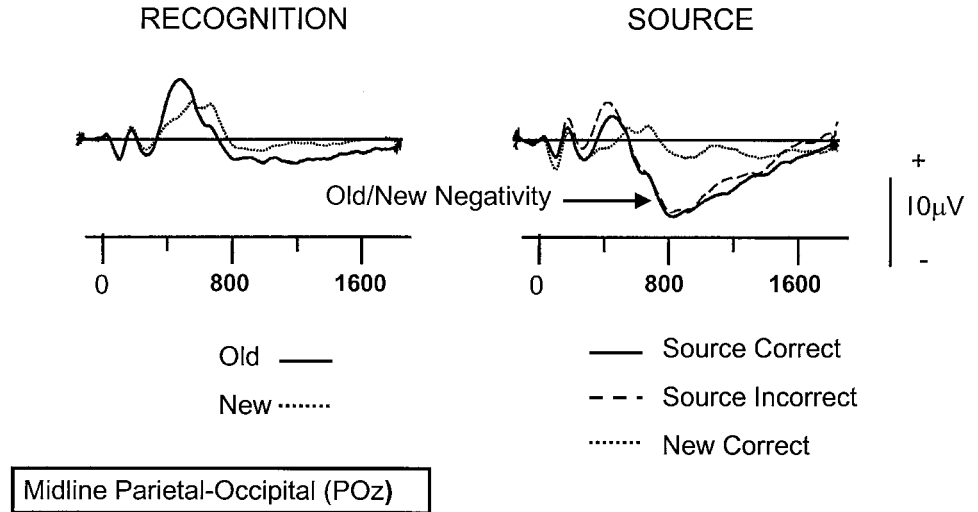 RECOGNITION
SOURCE
Old/New Negativity
+
10µV
-
0 800 1600
0 800 1600
Old
New
Source Correct
Source Incorrect
New Correct
Midline Parietal-Occipital (POz)